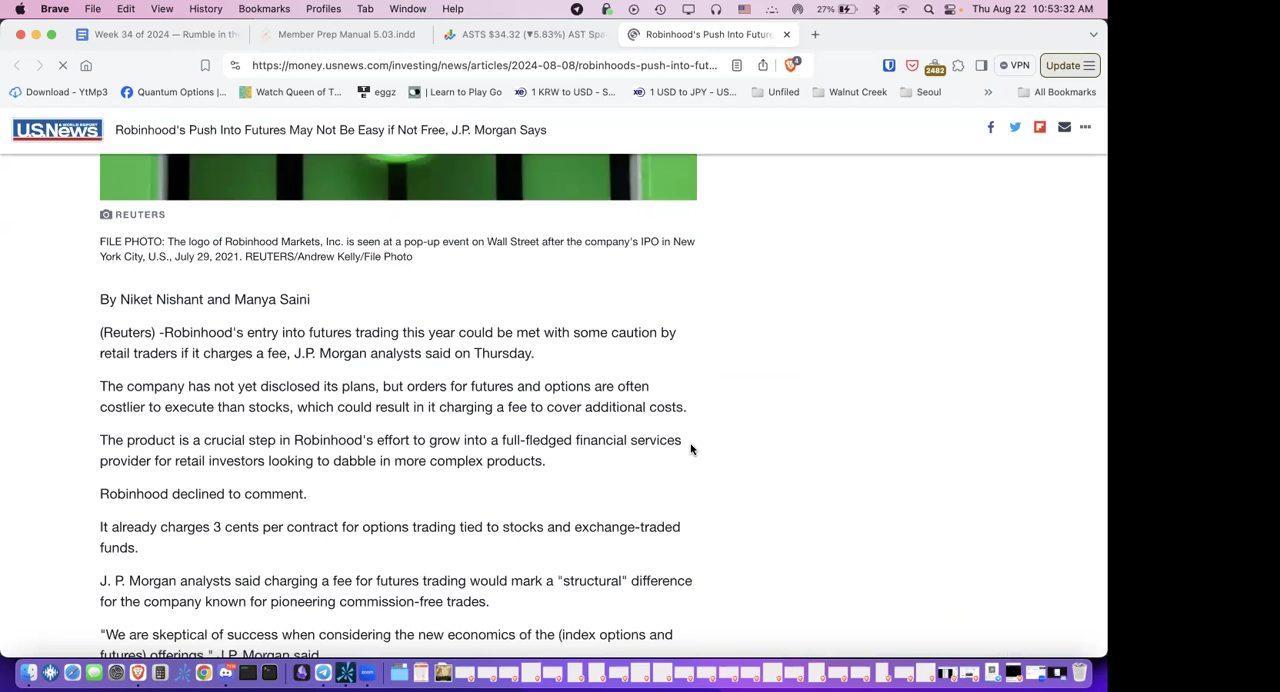 Brave File Edit View History Bookmarks Profiles Tab Window Help 27% Thu Aug 22 10:53:32 AM
Week 34 of 2024 — Rumble in th
Member Prep Manual 5.03.indd
ASTS $34.32 (▼5.83%) AST Spa
Robinhood's Push Into Future
https://money.usnews.com/investing/news/articles/2024-08-08/robinhoods-push-into-fut...
4
2482
VPN
Update
Download - YtMp3
Quantum Options |...
Watch Queen of T...
eggz
| Learn to Play Go
1 KRW to USD - S...
1 USD to JPY - US...
Unfiled
Walnut Creek
Seoul
»
All Bookmarks
U.S.News
Robinhood's Push Into Futures May Not Be Easy if Not Free, J.P. Morgan Says
REUTERS
FILE PHOTO: The logo of Robinhood Markets, Inc. is seen at a pop-up event on Wall Street after the company's IPO in New
York City, U.S., July 29, 2021. REUTERS/Andrew Kelly/File Photo
By Niket Nishant and Manya Saini
(Reuters) -Robinhood's entry into futures trading this year could be met with some caution by
retail traders if it charges a fee, J.P. Morgan analysts said on Thursday.
The company has not yet disclosed its plans, but orders for futures and options are often
costlier to execute than stocks, which could result in it charging a fee to cover additional costs.
The product is a crucial step in Robinhood's effort to grow into a full-fledged financial services
provider for retail investors looking to dabble in more complex products.
Robinhood declined to comment.
It already charges 3 cents per contract for options trading tied to stocks and exchange-traded
funds.
J. P. Morgan analysts said charging a fee for futures trading would mark a "structural" difference
for the company known for pioneering commission-free trades.
"We are skeptical of success when considering the new economics of the (index options and
futures) offerings," J.P. Morgan said.
zoom